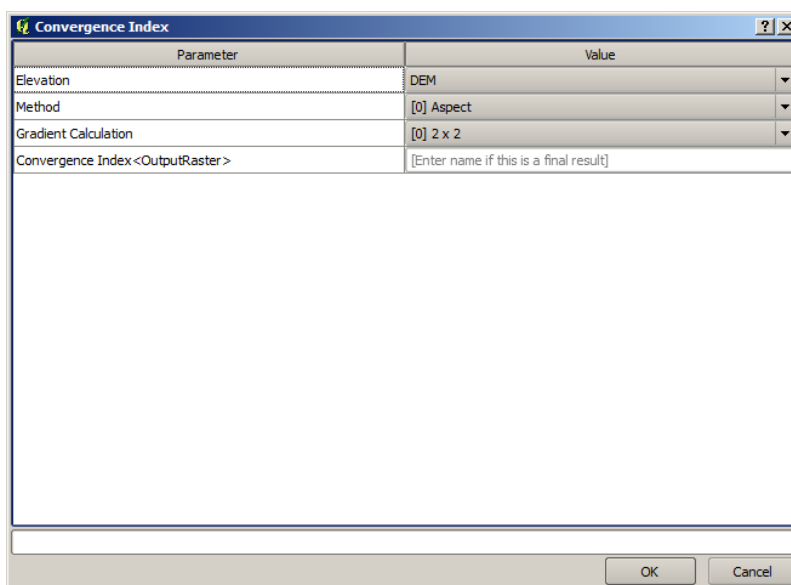 Convergence Index
Parameter Value
Elevation DEM
Method [0] Aspect
Gradient Calculation [0] 2 x 2
Convergence Index<OutputRaster> [Enter name if this is a final result]
OK Cancel